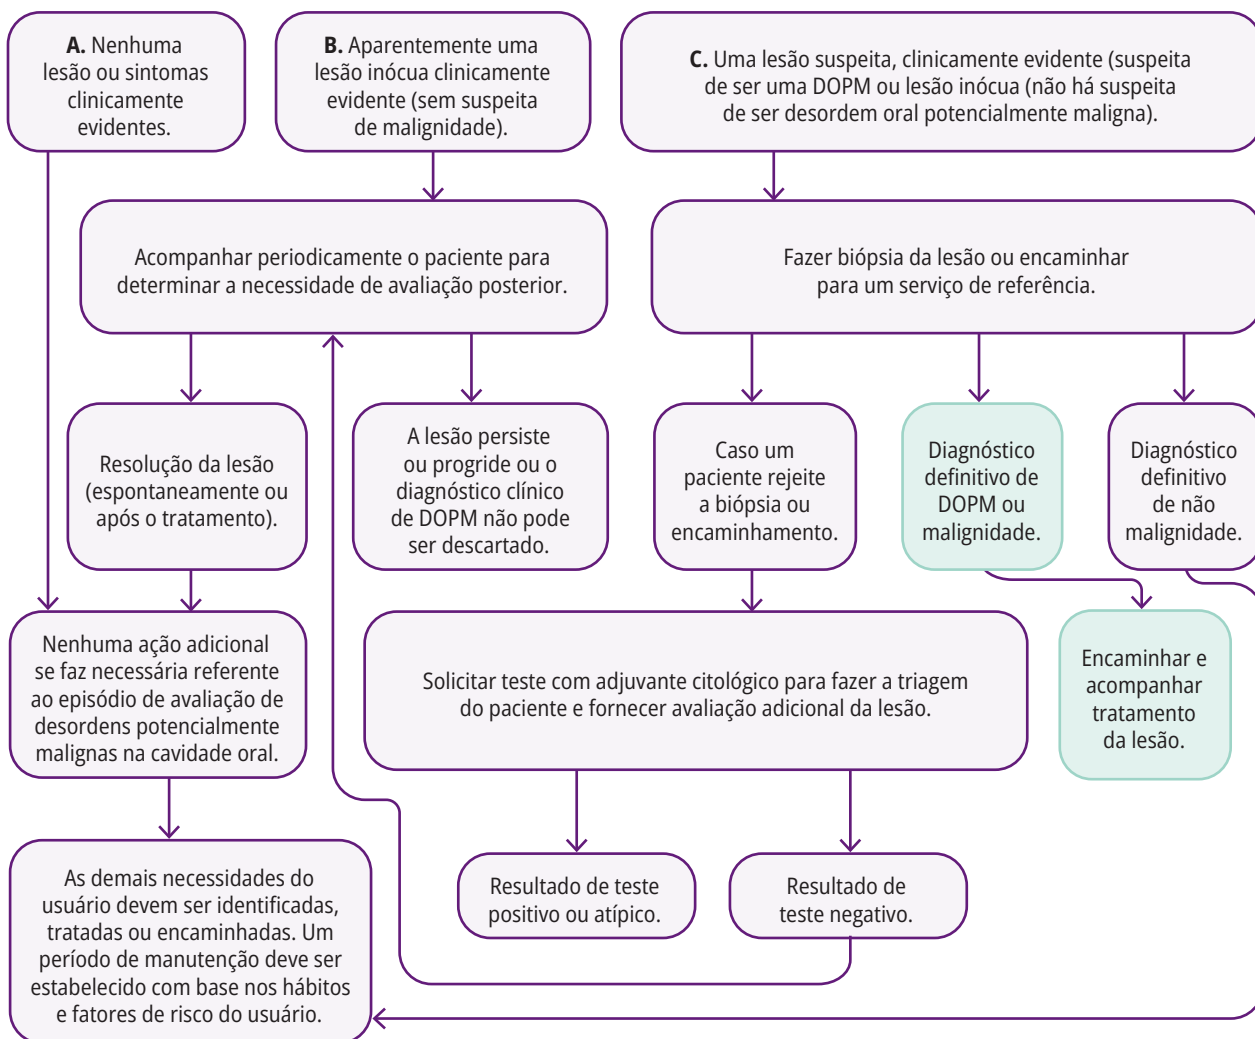 A. Nenhuma
lesão ou sintomas
clinicamente
evidentes.
B. Aparentemente uma
lesão inócua clinicamente
evidente (sem suspeita
de malignidade).
C. Uma lesão suspeita, clinicamente evidente (suspeita
de ser uma DOPM ou lesão inócua (não há suspeita
de ser desordem oral potencialmente maligna).
Acompanhar periodicamente o paciente para
determinar a necessidade de avaliação posterior.
Fazer biópsia da lesão ou encaminhar
para um serviço de referência.
Resolução da lesão
(espontaneamente ou
após o tratamento).
A lesão persiste
ou progride ou o
diagnóstico clínico
de DOPM não pode
ser descartado.
Caso um
paciente rejeite
a biópsia ou
encaminhamento.
Diagnóstico
definitivo de
DOPM ou
malignidade.
Diagnóstico
definitivo
de não
malignidade.
Nenhuma ação adicional
se faz necessária referente
ao episódio de avaliação de
desordens potencialmente
malignas na cavidade oral.
Solicitar teste com adjuvante citológico para fazer a triagem
do paciente e fornecer avaliação adicional da lesão.
Encaminhar e
acompanhar
tratamento
da lesão.
As demais necessidades do
usuário devem ser identificadas,
tratadas ou encaminhadas. Um
período de manutenção deve ser
estabelecido com base nos hábitos
e fatores de risco do usuário.
Resultado de teste
positivo ou atípico.
Resultado de
teste negativo.